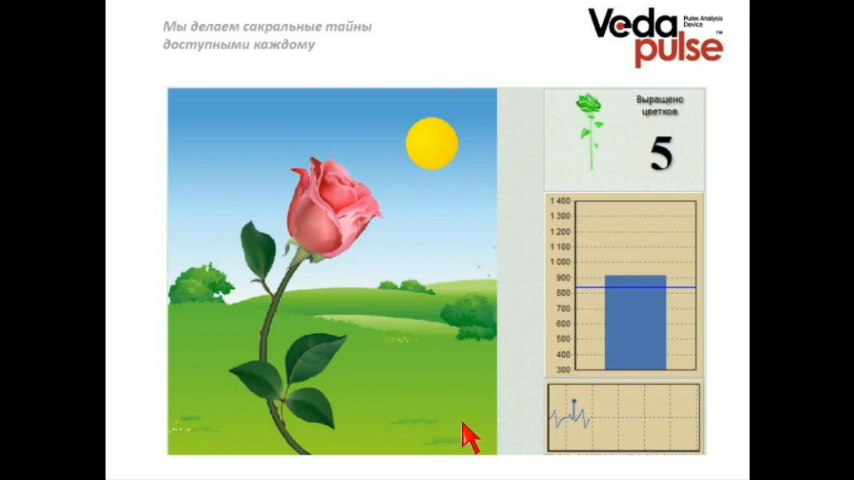 Мы делаем сакральные тайны
доступными каждому
Veda Pulse Analysis Device
pulse ™
Выращено
цветков
5
1 400
1 300
1 200
1 100
1 000
900
800
700
600
500
400
300